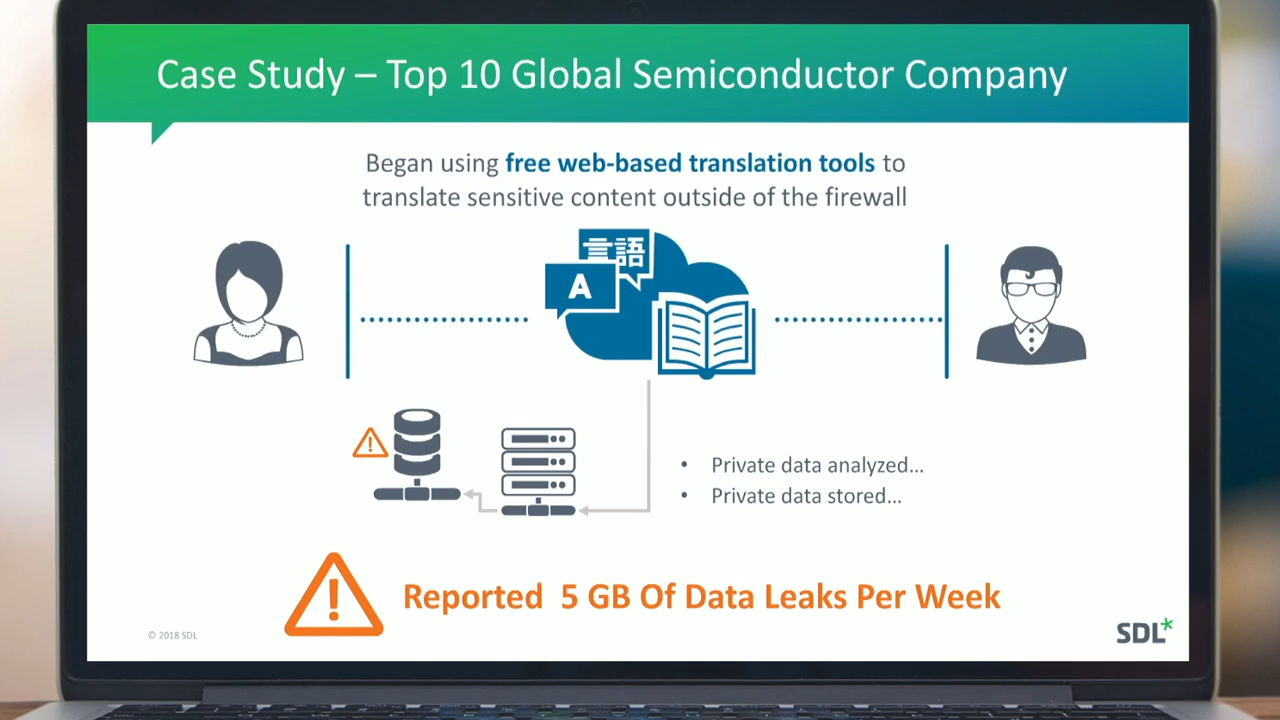 Case Study – Top 10 Global Semiconductor Company
Began using free web-based translation tools to
translate sensitive content outside of the firewall
言語
A
• Private data analyzed...
• Private data stored...
Reported 5 GB Of Data Leaks Per Week
© 2018 SDL
SDL*